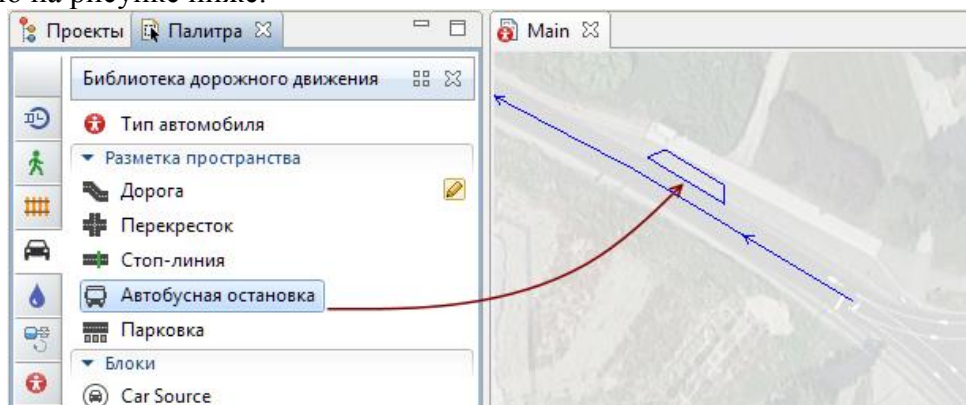 но на рисунке ниже.
Проекты Палитра Main
Библиотека дорожного движения
Тип автомобиля
Разметка пространства
Дорога
Перекресток
Стоп-линия
Автобусная остановка
Парковка
Блоки
Car Source